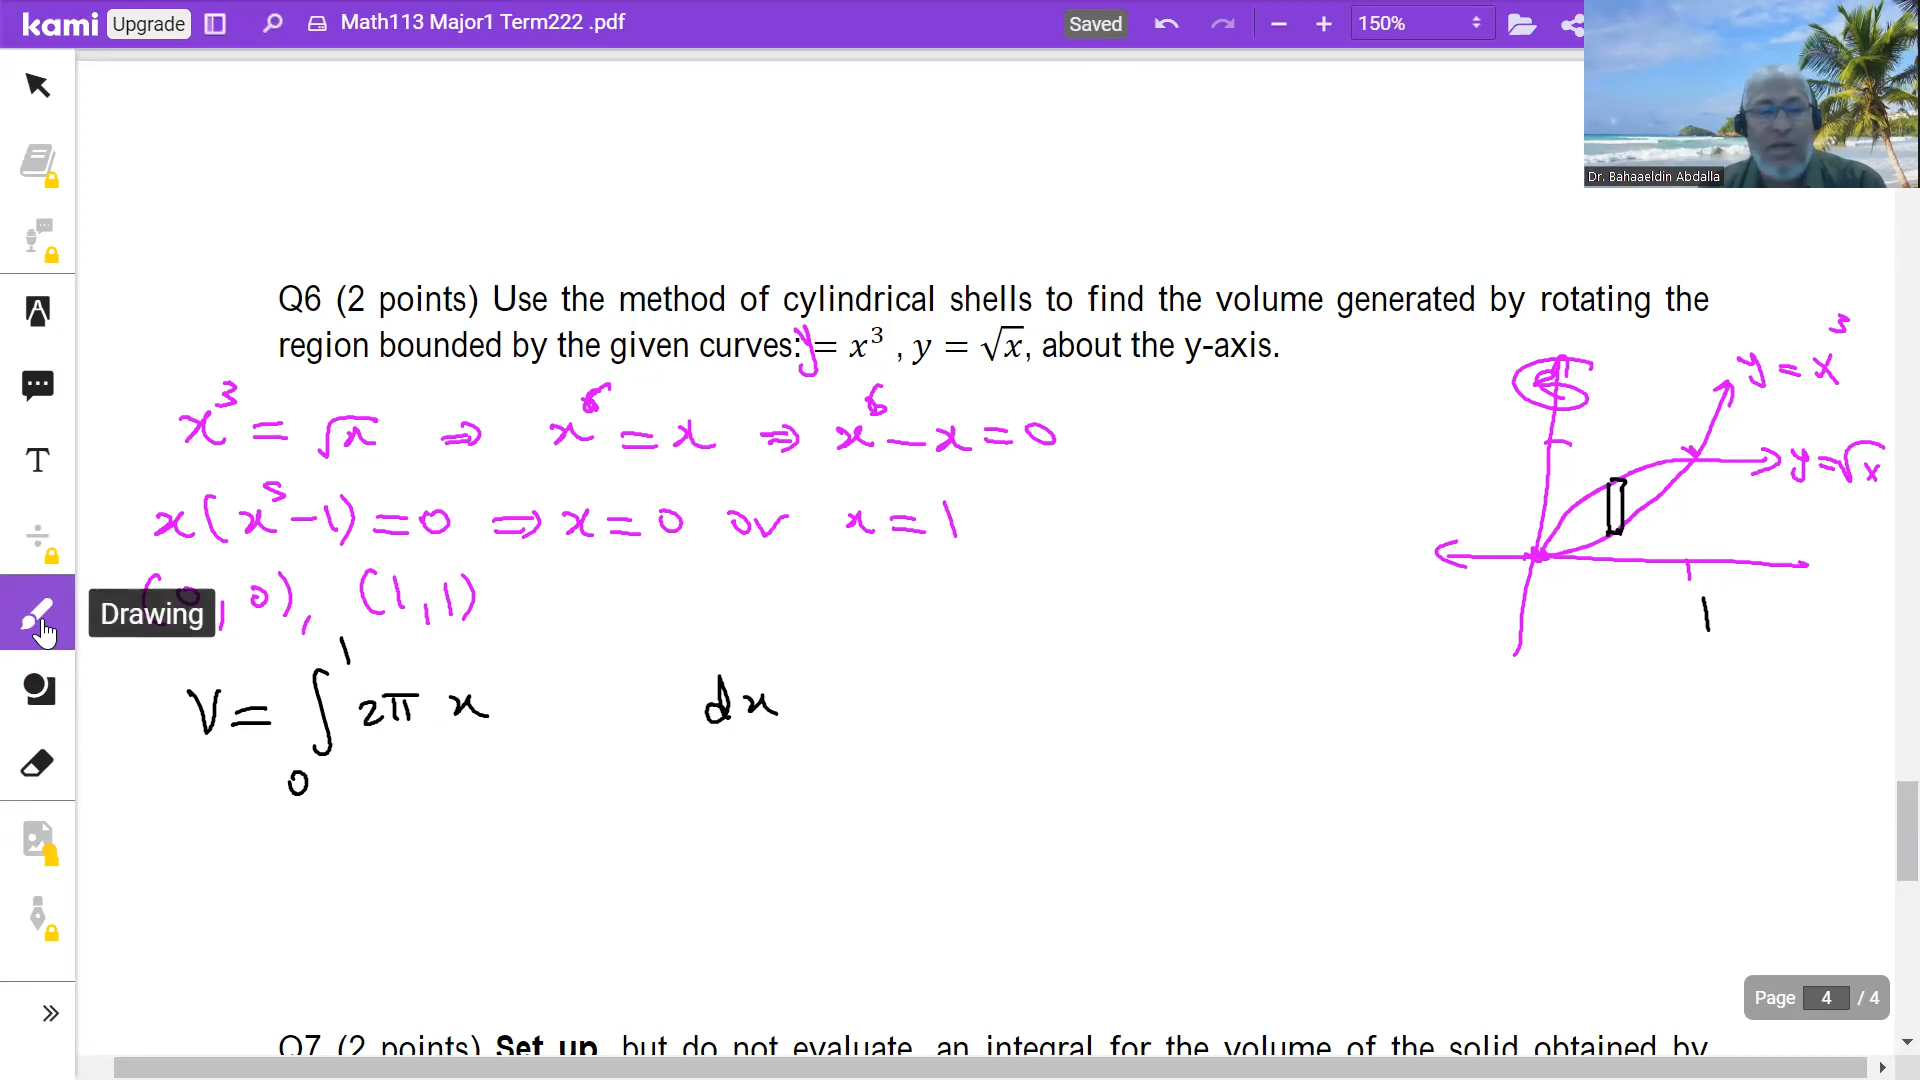 kami Upgrade Math113 Major1 Term222 .pdf Saved 150%
Dr. Bahaaeldin Abdalla
Q6 (2 points) Use the method of cylindrical shells to find the volume generated by rotating the
region bounded by the given curves: y = x³ , y = √x, about the y-axis.
y = x³
x³ = √x ⇒ x⁶ = x ⇒ x⁶ − x = 0
y = √x
x(x⁵ − 1) = 0 ⇒ x = 0 or x = 1
(0, 0), (1, 1)
Drawing
1
V = ∫₀¹ 2π x dx
T
Page 4 / 4
Q7 (2 points) Set up, but do not evaluate, an integral for the volume of the solid obtained by